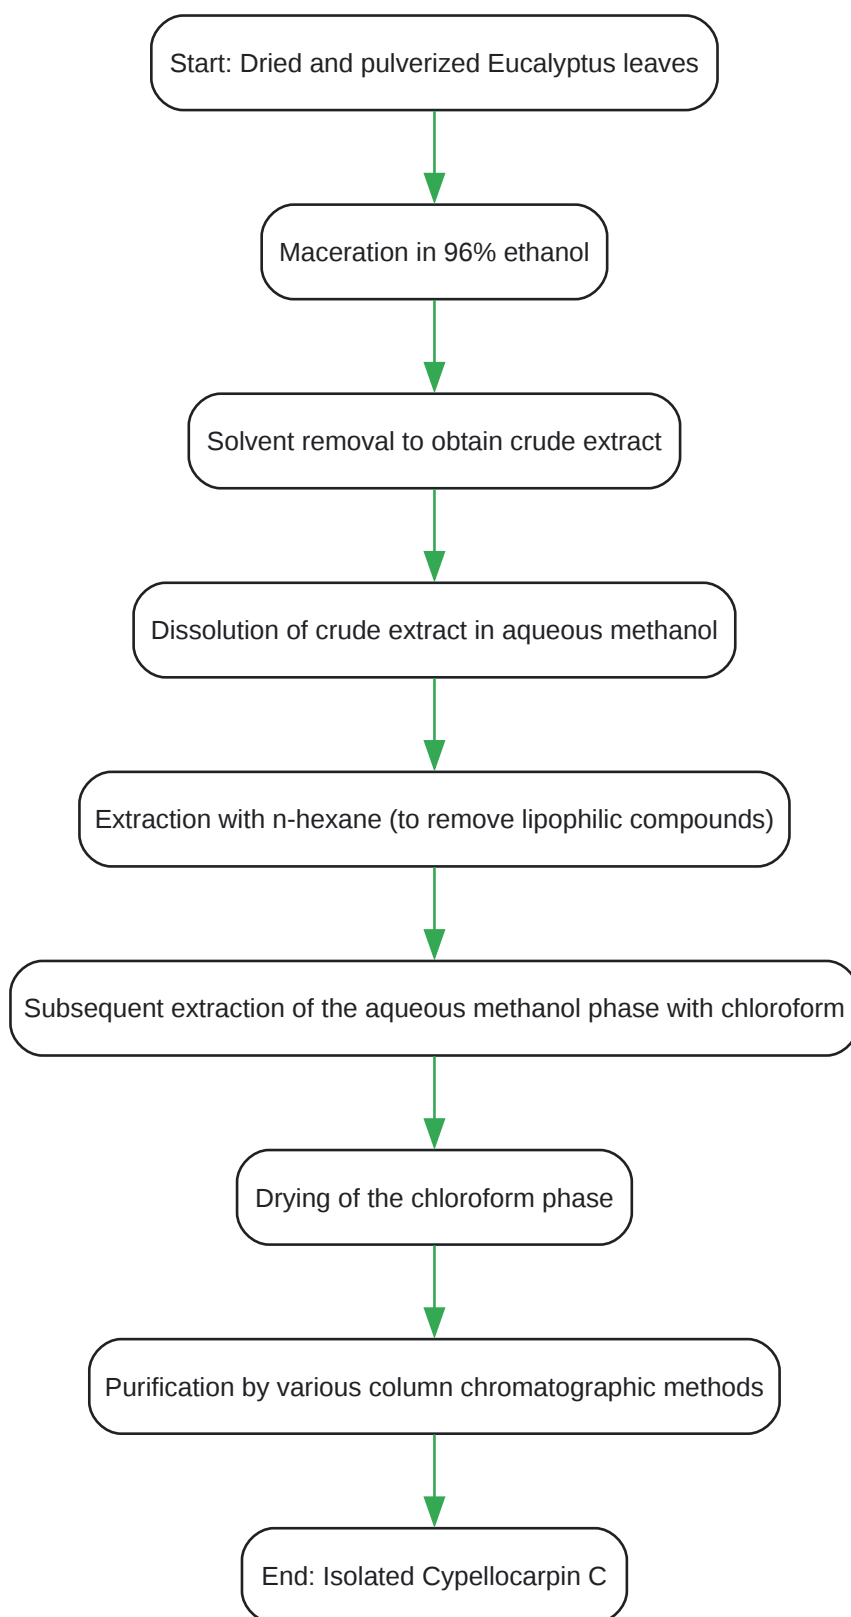 Start: Dried and pulverized Eucalyptus leaves
Maceration in 96% ethanol
Solvent removal to obtain crude extract
Dissolution of crude extract in aqueous methanol
Extraction with n-hexane (to remove lipophilic compounds)
Subsequent extraction of the aqueous methanol phase with chloroform
Drying of the chloroform phase
Purification by various column chromatographic methods
End: Isolated Cypellocarpin C